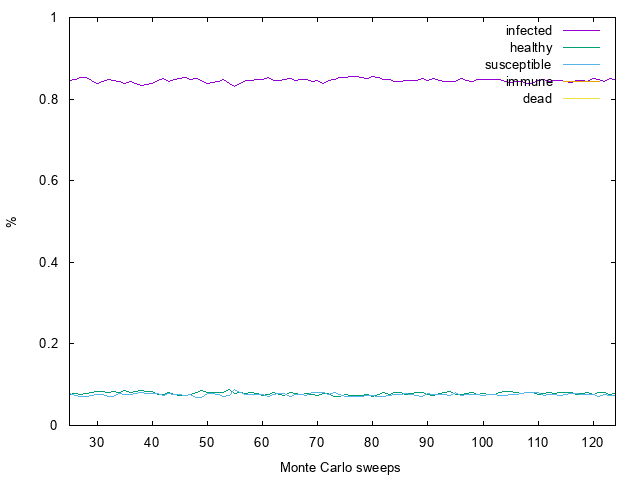 1
0.8
0.6
0.4
0.2
0
%
infected
healthy
susceptible
immune
dead
30 40 50 60 70 80 90 100 110 120
Monte Carlo sweeps